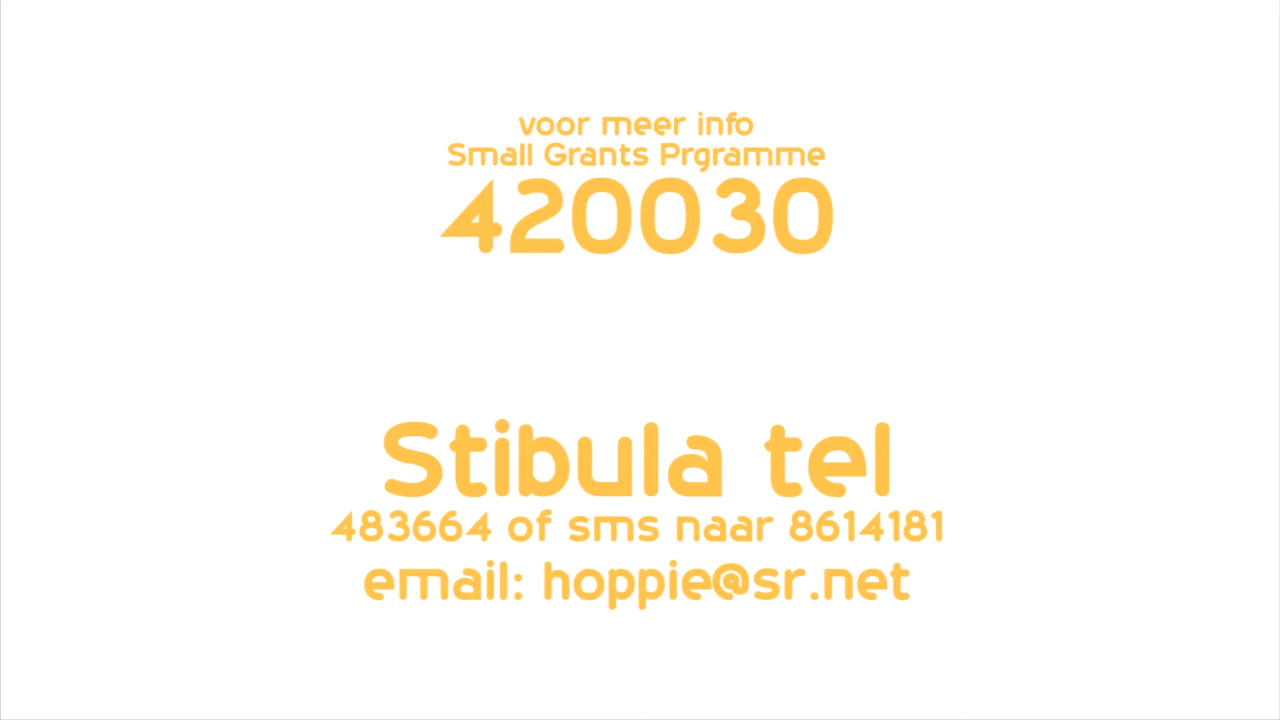 voor meer info
Small Grants Prgramme
420030
Stibula tel
483664 of sms naar 8614181
email: hoppie@sr.net